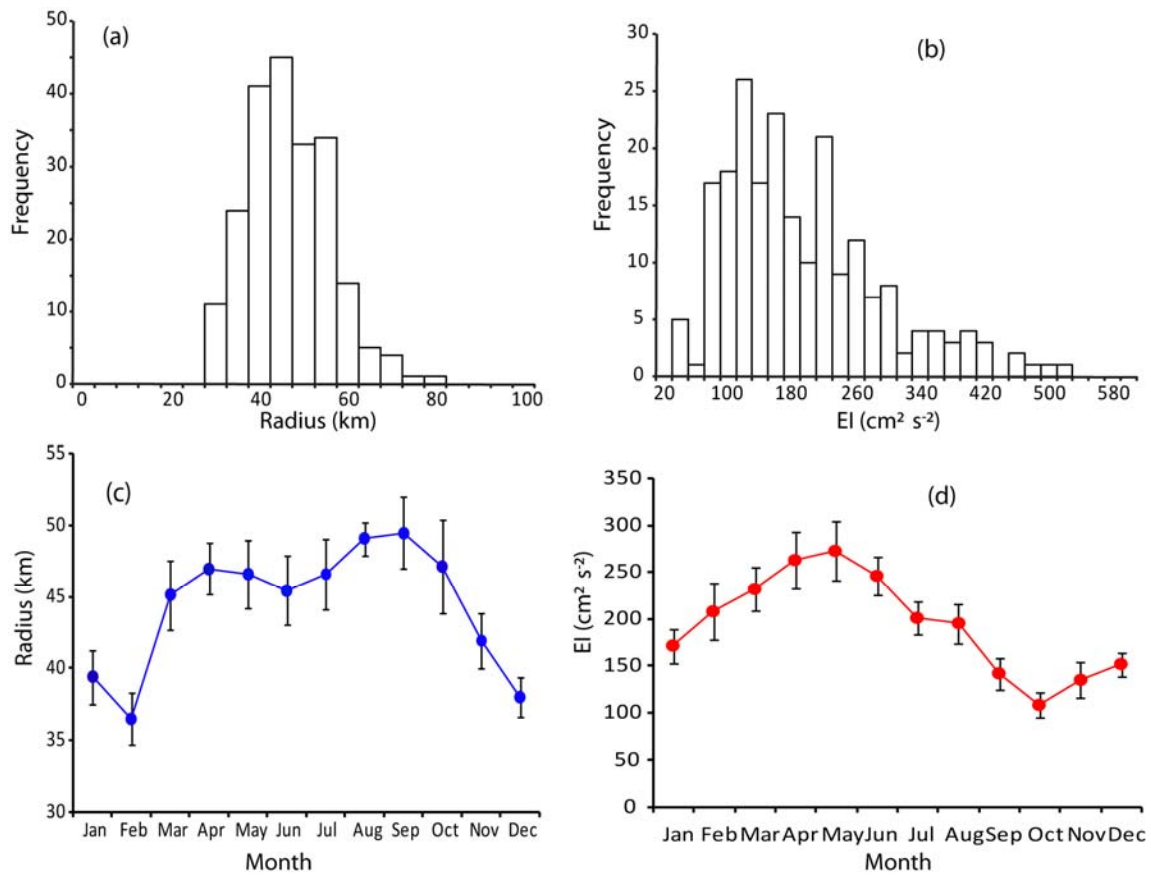 (a)
50
40
30
20
10
0
Frequency
0 20 40 60 80 100
Radius (km)
(b)
30
25
20
15
10
5
0
Frequency
20 100 180 260 340 420 500 580
EI (cm² s⁻²)
(c)
55
50
45
40
35
30
Radius (km)
Jan Feb Mar Apr May Jun Jul Aug Sep Oct Nov Dec
Month
(d)
350
300
250
200
150
100
50
0
EI (cm² s⁻²)
Jan Feb Mar Apr May Jun Jul Aug Sep Oct Nov Dec
Month